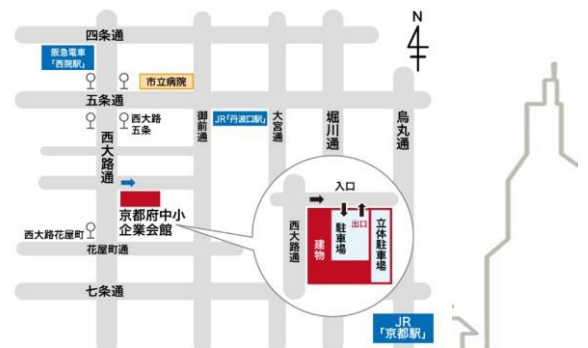 四条通
阪急電車
「西院駅」
市立病院
N
五条通
西大路
五条
西大路通
御前通
JR「丹波口駅」
大宮通
堀川通
烏丸通
京都府中小
企業会館
西大路花屋町
花屋町通
七条通
入口
出口
西大路通
建物
駐車場
立体駐車場
JR
「京都駅」